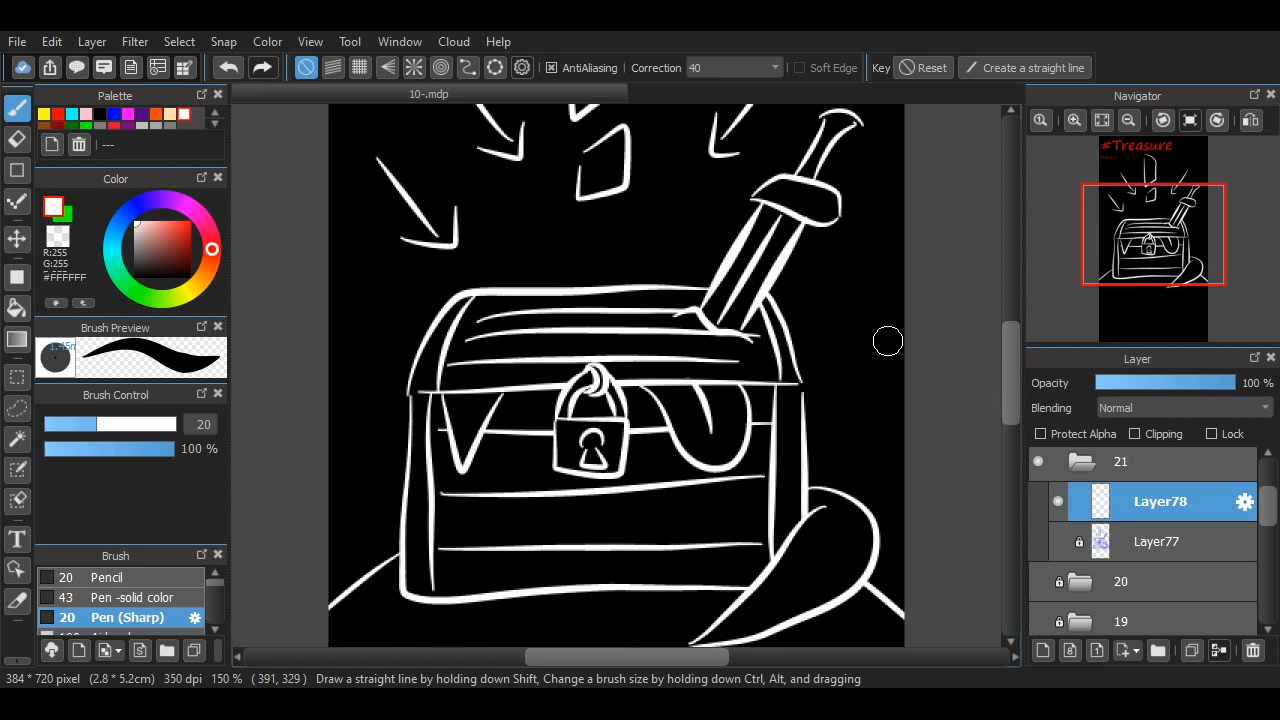 File Edit Layer Filter Select Snap Color View Tool Window Cloud Help
AntiAliasing Correction 40 Soft Edge Key Reset Create a straight line
Palette
---
10-.mdp
Navigator
#Treasure
Color
R:255
G:255
#FFFFFF
Brush Preview
Brush Control
20
100 %
Layer
Opacity 100 %
Blending Normal
Protect Alpha Clipping Lock
21
Layer78
Layer77
20
19
Brush
20 Pencil
43 Pen -solid color
20 Pen (Sharp)
384 * 720 pixel (2.8 * 5.2cm) 350 dpi 150 % ( 391, 329 ) Draw a straight line by holding down Shift, Change a brush size by holding down Ctrl, Alt, and dragging